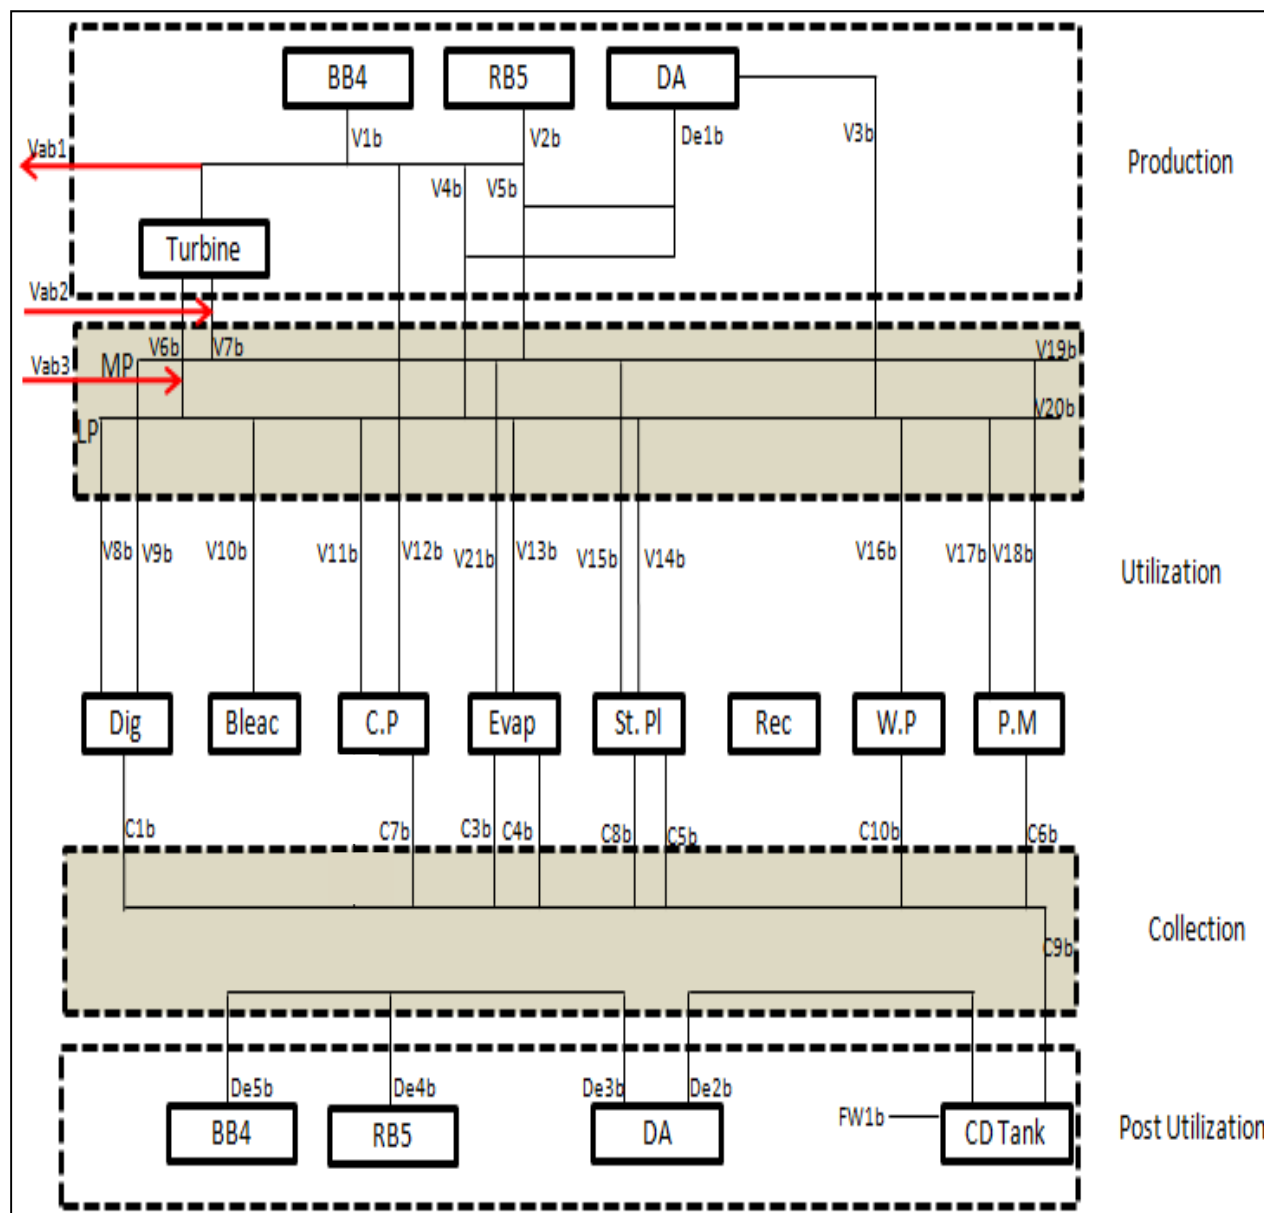 BB4
RB5
DA
Vab1
V1b
V2b
De1b
V3b
Production
V4b
V5b
Turbine
Vab2
V6b
V7b
V19b
Vab3
MP
V20b
LP
V8b
V9b
V10b
V11b
V12b
V21b
V13b
V15b
V14b
V16b
V17b
V18b
Utilization
Dig
Bleac
C.P
Evap
St. Pl
Rec
W.P
P.M
C1b
C7b
C3b
C4b
C8b
C5b
C10b
C6b
Collection
C9b
De5b
De4b
De3b
De2b
BB4
RB5
DA
FW1b
CD Tank
Post Utilization